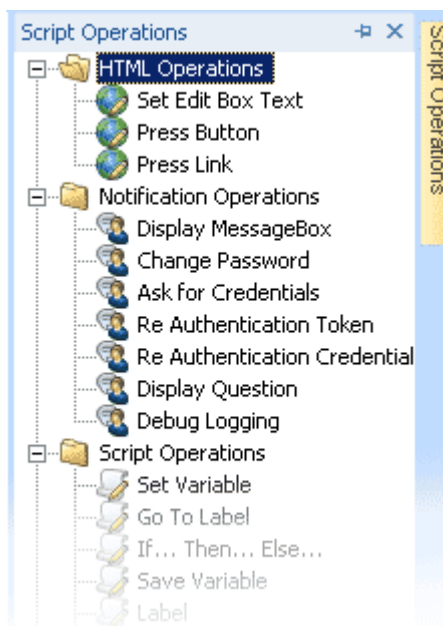 Script Operations
HTML Operations
Set Edit Box Text
Press Button
Press Link
Notification Operations
Display MessageBox
Change Password
Ask for Credentials
Re Authentication Token
Re Authentication Credential
Display Question
Debug Logging
Script Operations
Set Variable
Go To Label
If... Then... Else...
Save Variable
Label
Script Operations